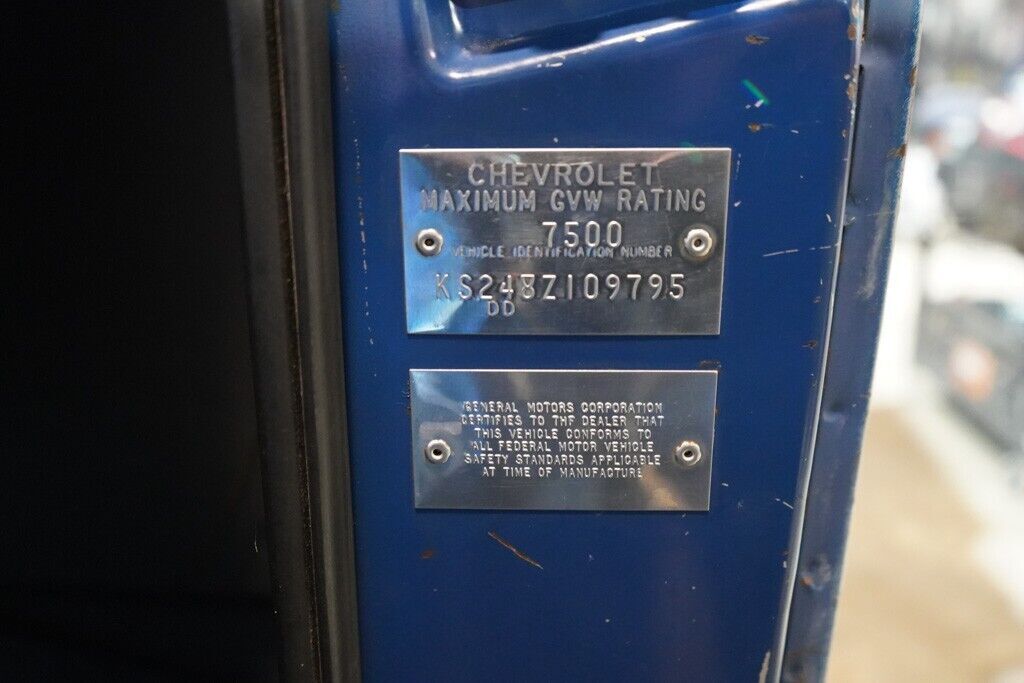 CHEVROLET
MAXIMUM GVW RATING
7500
VEHICLE IDENTIFICATION NUMBER
KS248Z109795
DD
GENERAL MOTORS CORPORATION
CERTIFIES TO THE DEALER THAT
THIS VEHICLE CONFORMS TO
ALL FEDERAL MOTOR VEHICLE
SAFETY STANDARDS APPLICABLE
AT TIME OF MANUFACTURE